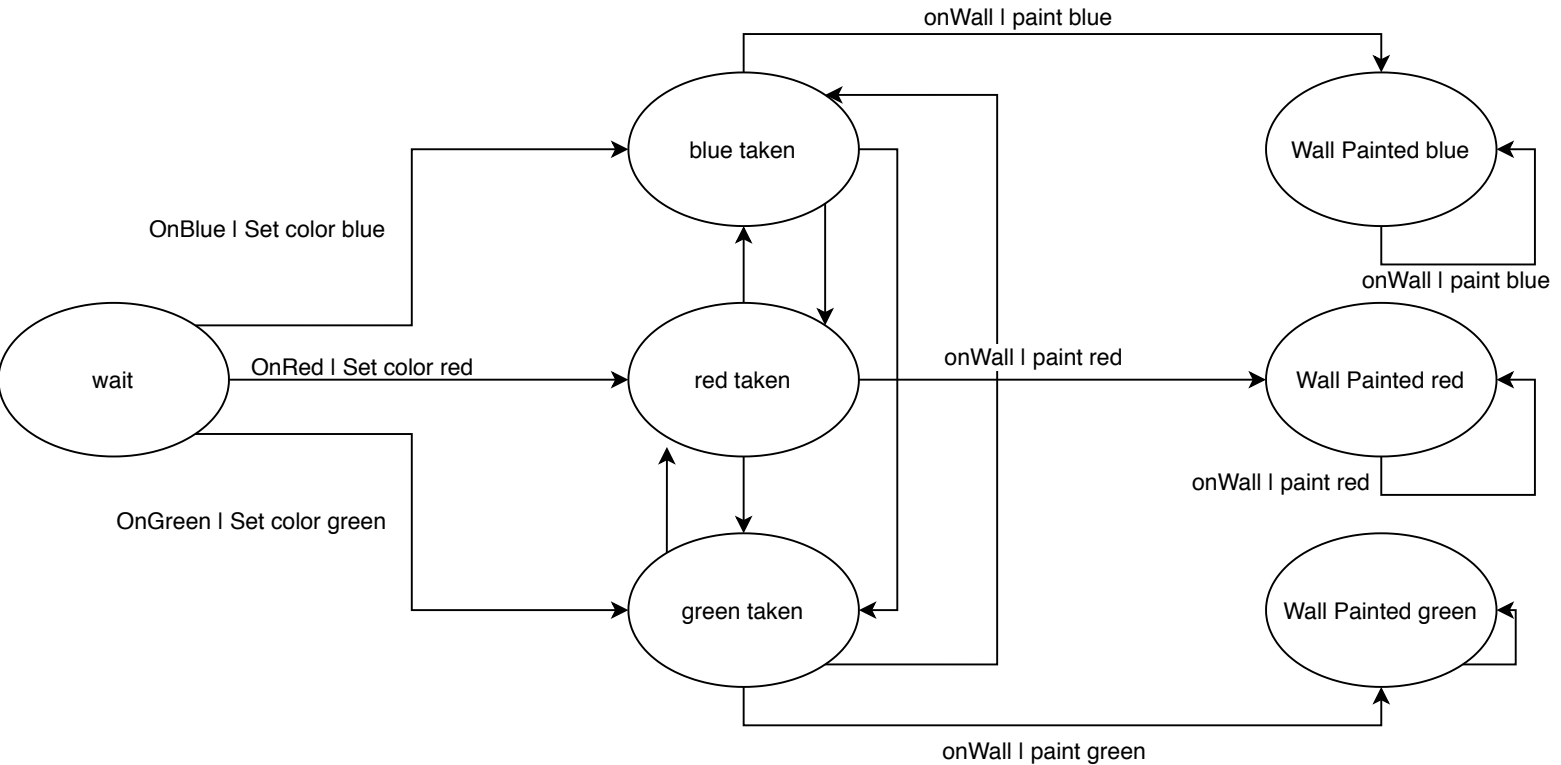 onWall | paint blue
blue taken
Wall Painted blue
OnBlue | Set color blue
onWall | paint blue
wait
OnRed | Set color red
red taken
onWall | paint red
Wall Painted red
onWall | paint red
OnGreen | Set color green
green taken
Wall Painted green
onWall | paint green